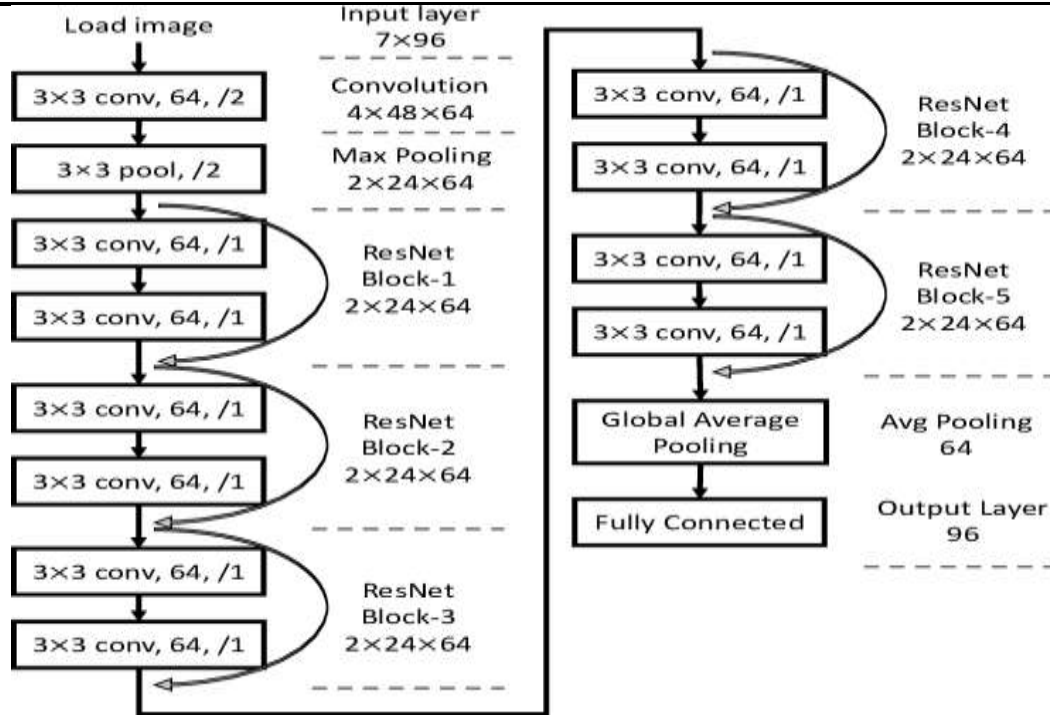 Load image
Input layer
7×96
3×3 conv, 64, /2
Convolution
4×48×64
3×3 pool, /2
Max Pooling
2×24×64
3×3 conv, 64, /1
3×3 conv, 64, /1
ResNet
Block-1
2×24×64
3×3 conv, 64, /1
3×3 conv, 64, /1
ResNet
Block-2
2×24×64
3×3 conv, 64, /1
3×3 conv, 64, /1
ResNet
Block-3
2×24×64
3×3 conv, 64, /1
3×3 conv, 64, /1
ResNet
Block-4
2×24×64
3×3 conv, 64, /1
3×3 conv, 64, /1
ResNet
Block-5
2×24×64
Global Average
Pooling
Avg Pooling
64
Fully Connected
Output Layer
96